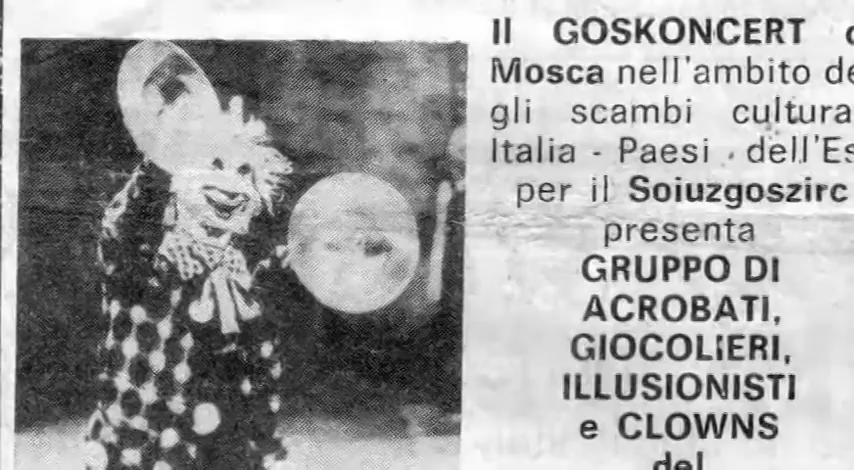 Il GOSKONCERT
Mosca nell'ambito de
gli scambi cultura
Italia - Paesi dell'Es
per il Soiuzgoszirc
presenta
GRUPPO DI
ACROBATI,
GIOCOLIERI,
ILLUSIONISTI
e CLOWNS
del